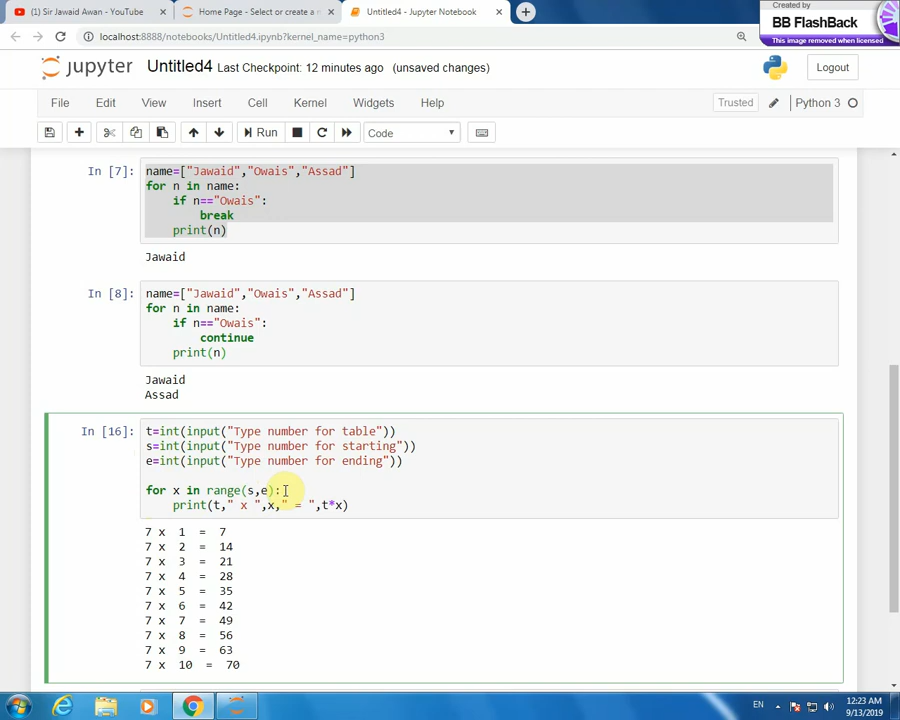 (1) Sir Jawaid Awan - YouTube
Home Page - Select or create a n
Untitled4 - Jupyter Notebook
Created by
BB FlashBack
This image removed when licensed
localhost:8888/notebooks/Untitled4.ipynb?kernel_name=python3
jupyter Untitled4 Last Checkpoint: 12 minutes ago (unsaved changes) Logout
File Edit View Insert Cell Kernel Widgets Help Trusted Python 3
Run Code
In [7]: name=["Jawaid","Owais","Assad"]
for n in name:
if n=="Owais":
break
print(n)
Jawaid
In [8]: name=["Jawaid","Owais","Assad"]
for n in name:
if n=="Owais":
continue
print(n)
Jawaid
Assad
In [16]: t=int(input("Type number for table"))
s=int(input("Type number for starting"))
e=int(input("Type number for ending"))
for x in range(s,e):
print(t," x ",x," = ",t*x)
7 x 1 = 7
7 x 2 = 14
7 x 3 = 21
7 x 4 = 28
7 x 5 = 35
7 x 6 = 42
7 x 7 = 49
7 x 8 = 56
7 x 9 = 63
7 x 10 = 70
EN
12:23 AM
9/13/2019